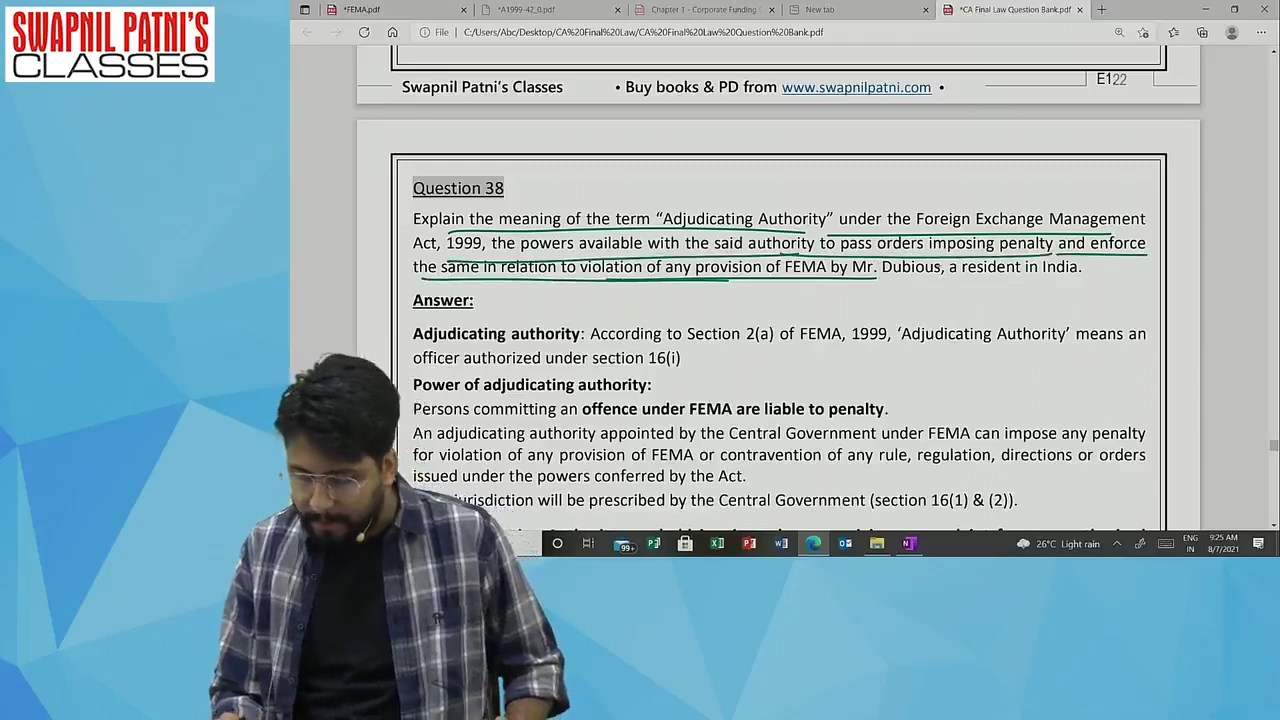 SWAPNIL PATNI'S
CLASSES
*FEMA.pdf
*A1999-42_0.pdf
Chapter 1 - Corporate Funding
New tab
*CA Final Law Question Bank.pdf
File
C:/Users/Abc/Desktop/CA%20Final%20Law/CA%20Final%20Law%20Question%20Bank.pdf
Swapnil Patni's Classes • Buy books & PD from www.swapnilpatni.com •
E122
Question 38
Explain the meaning of the term “Adjudicating Authority” under the Foreign Exchange Management
Act, 1999, the powers available with the said authority to pass orders imposing penalty and enforce
the same in relation to violation of any provision of FEMA by Mr. Dubious, a resident in India.
Answer:
Adjudicating authority: According to Section 2(a) of FEMA, 1999, ‘Adjudicating Authority’ means an
officer authorized under section 16(i)
Power of adjudicating authority:
Persons committing an offence under FEMA are liable to penalty.
An adjudicating authority appointed by the Central Government under FEMA can impose any penalty
for violation of any provision of FEMA or contravention of any rule, regulation, directions or orders
issued under the powers conferred by the Act.
jurisdiction will be prescribed by the Central Government (section 16(1) & (2)).
99+
26°C Light rain
ENG
IN
9:25 AM
8/7/2021